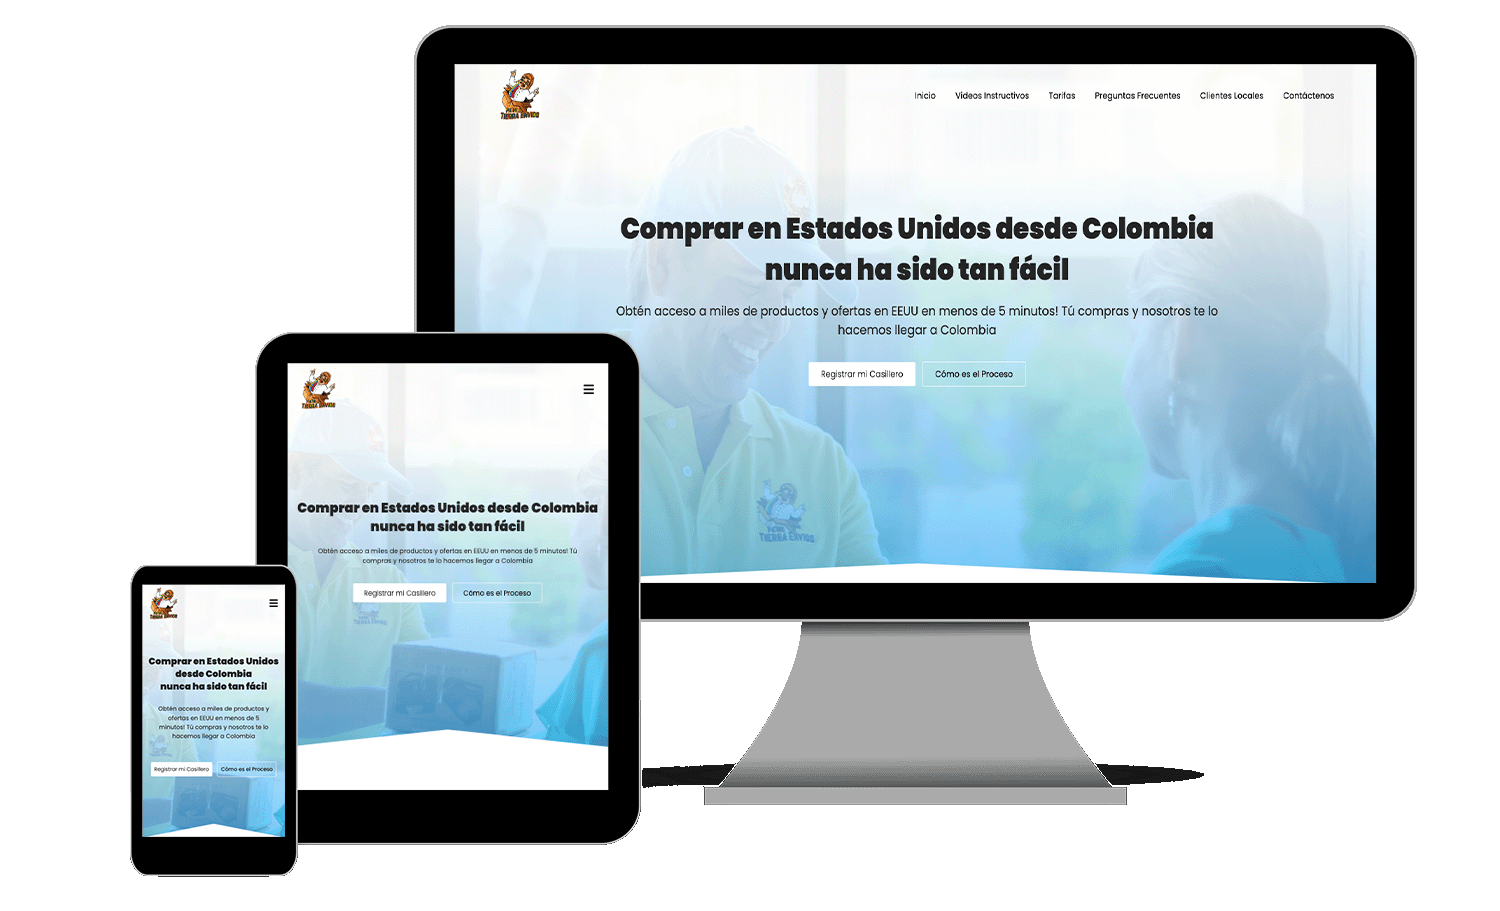 TIERRA ENVIOS
Inicio Videos Instructivos Tarifas Preguntas Frecuentes Clientes Locales Contáctenos
Comprar en Estados Unidos desde Colombia
nunca ha sido tan fácil
Obtén acceso a miles de productos y ofertas en EEUU en menos de 5 minutos! Tú compras y nosotros te lo
hacemos llegar a Colombia
Registrar mi Casillero Cómo es el Proceso
TIERRA ENVIOS
TIERRA ENVIOS
Comprar en Estados Unidos desde Colombia
nunca ha sido tan fácil
Obtén acceso a miles de productos y ofertas en EEUU en menos de 5 minutos! Tú
compras y nosotros te lo hacemos llegar a Colombia
Registrar mi Casillero Cómo es el Proceso
TIERRA ENVIOS
TIERRA ENVIOS
Comprar en Estados Unidos
desde Colombia
nunca ha sido tan fácil
Obtén acceso a miles de productos y
ofertas en EEUU en menos de 5
minutos! Tú compras y nosotros te lo
hacemos llegar a Colombia
Registrar mi Casillero Cómo es el Proceso